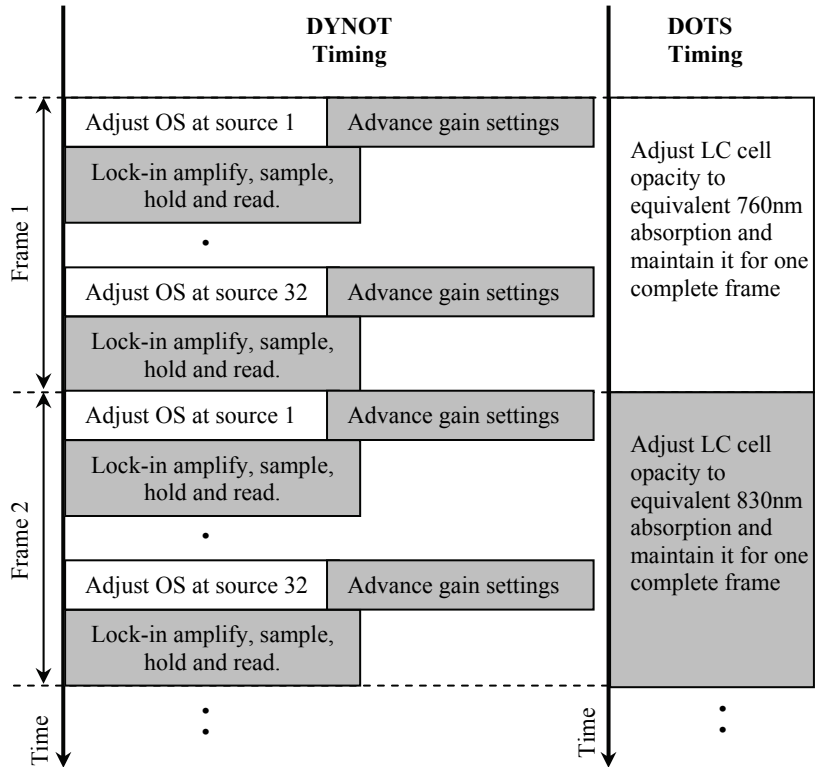 DYNOT
Timing
DOTS
Timing
Frame 1
Adjust OS at source 1
Advance gain settings
Lock-in amplify, sample,
hold and read.
Adjust OS at source 32
Advance gain settings
Lock-in amplify, sample,
hold and read.
Adjust LC cell
opacity to
equivalent 760nm
absorption and
maintain it for one
complete frame
Frame 2
Adjust OS at source 1
Advance gain settings
Lock-in amplify, sample,
hold and read.
Adjust OS at source 32
Advance gain settings
Lock-in amplify, sample,
hold and read.
Adjust LC cell
opacity to
equivalent 830nm
absorption and
maintain it for one
complete frame
Time
Time